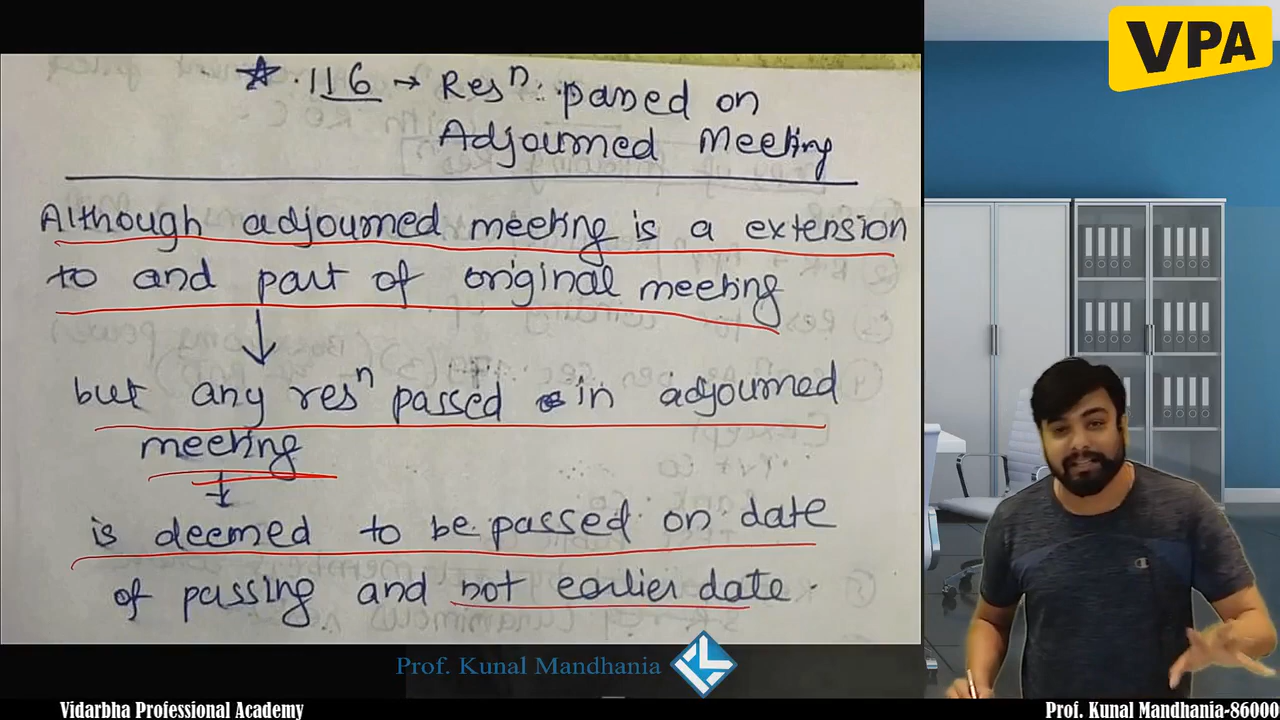 VPA
★ . 116 → Resⁿ. passed on
Adjourned Meeting
Although adjourned meeting is a extension
to and part of original meeting
↓
but any resⁿ passed in adjourned
meeting
↓
is deemed to be passed on date
of passing and not earlier date.
Prof. Kunal Mandhania
Vidarbha Professional Academy
Prof. Kunal Mandhania-86000